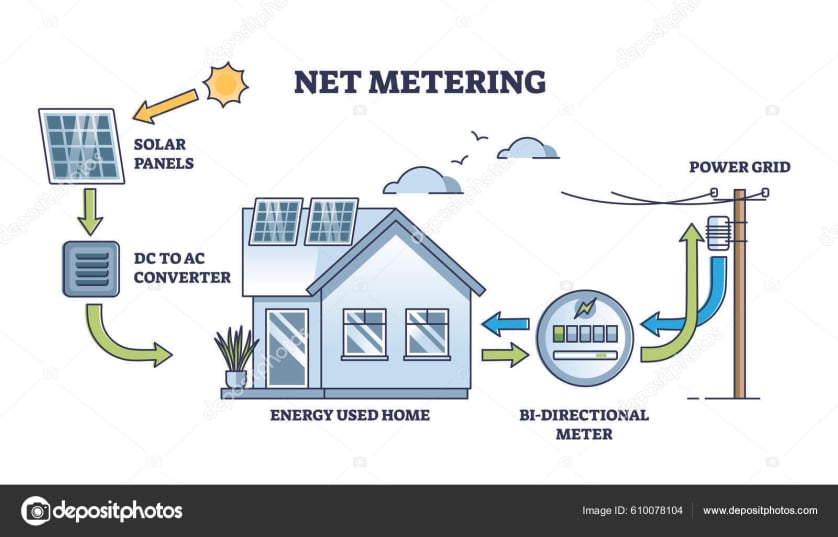 NET METERING
SOLAR
PANELS
POWER GRID
DC TO AC
CONVERTER
ENERGY USED HOME
BI-DIRECTIONAL
METER
depositphotos
Image ID: 610078104
www.depositphotos.com